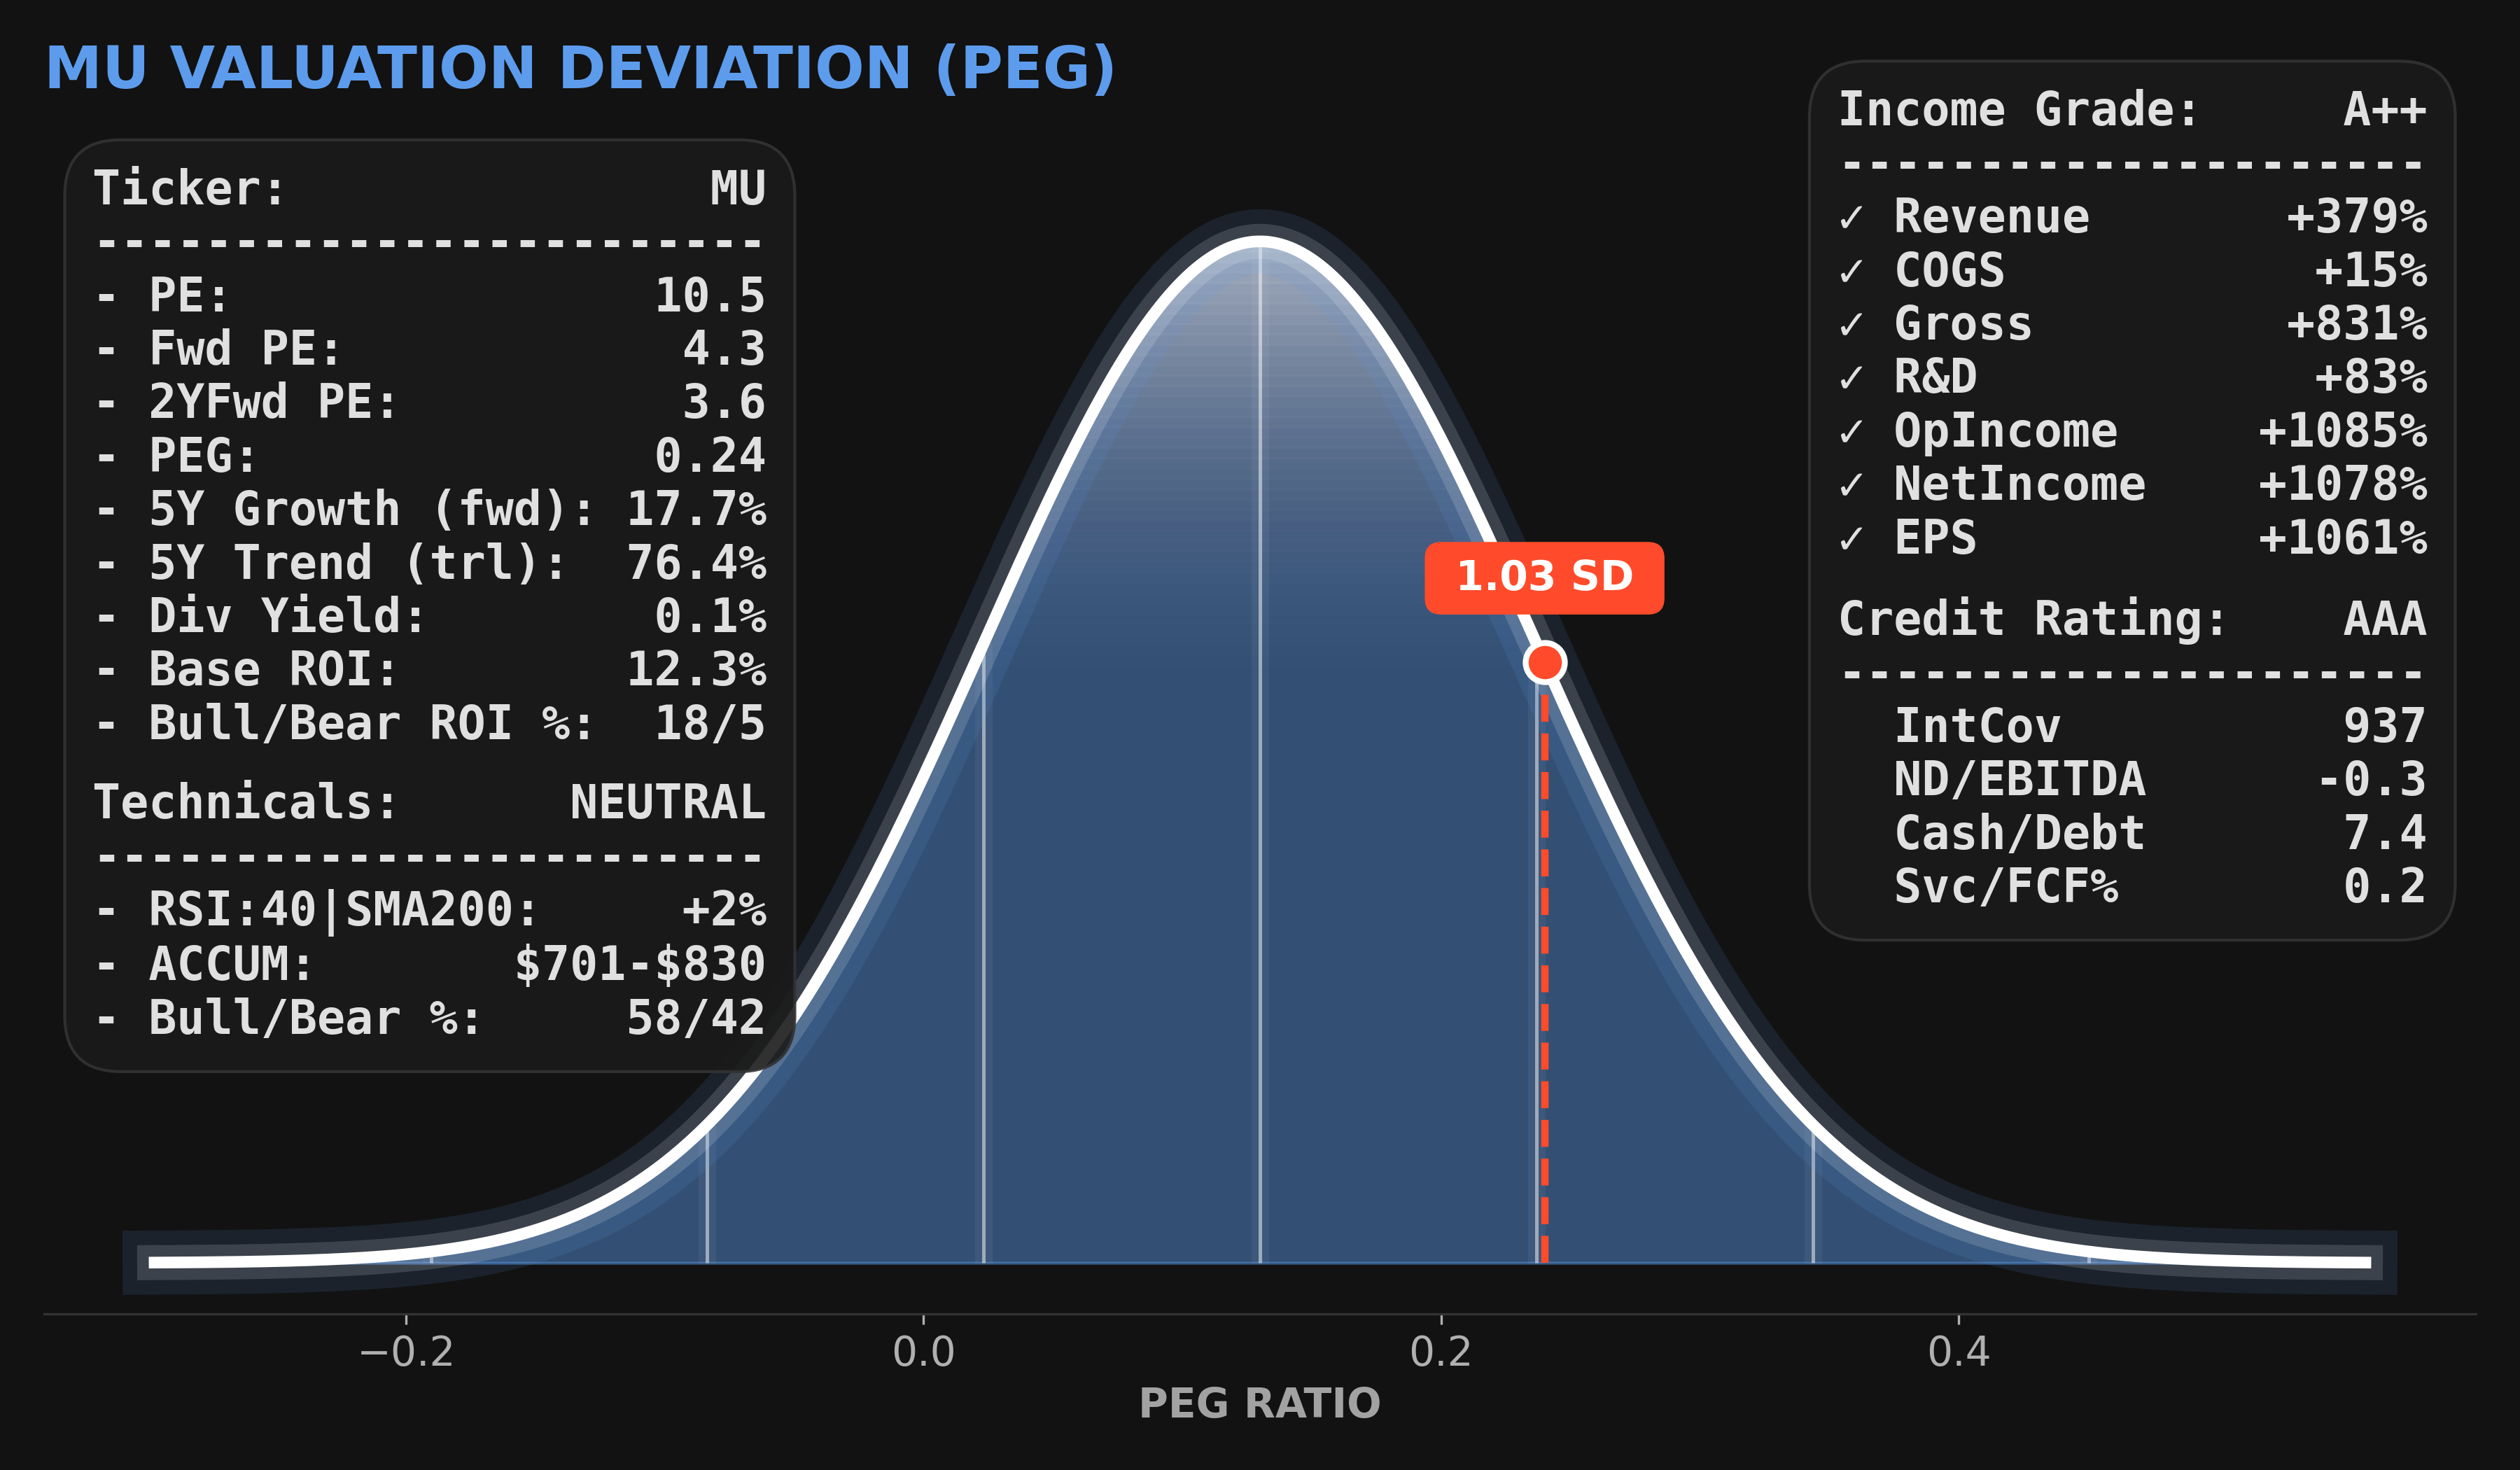 MU VALUATION DEVIATION (PEG)
Ticker: MU
------------------------
- PE: 10.5
- Fwd PE: 4.3
- 2YFwd PE: 3.6
- PEG: 0.24
- 5Y Growth (fwd): 17.7%
- 5Y Trend (trl): 76.4%
- Div Yield: 0.1%
- Base ROI: 12.3%
- Bull/Bear ROI %: 18/5
Technicals: NEUTRAL
------------------------
- RSI:40|SMA200: +2%
- ACCUM: $701-$830
- Bull/Bear %: 58/42
Income Grade: A++
---------------------
✓ Revenue +379%
✓ COGS +15%
✓ Gross +831%
✓ R&D +83%
✓ OpIncome +1085%
✓ NetIncome +1078%
✓ EPS +1061%
Credit Rating: AAA
---------------------
IntCov 937
ND/EBITDA -0.3
Cash/Debt 7.4
Svc/FCF% 0.2
1.03 SD
−0.2 0.0 0.2 0.4
PEG RATIO